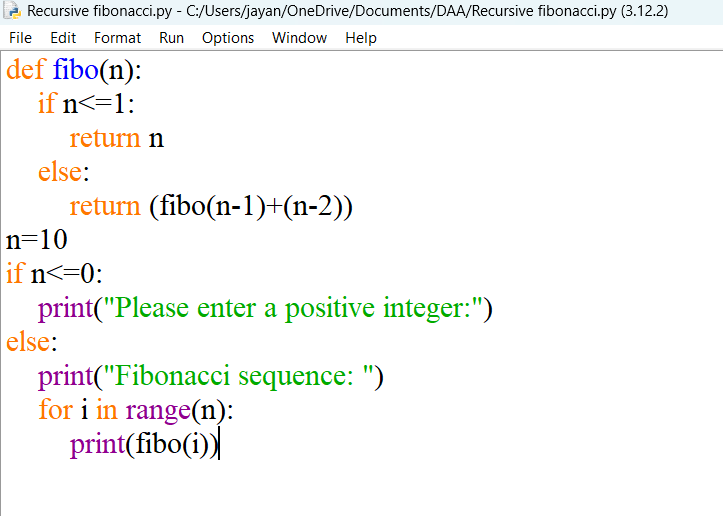 Recursive fibonacci.py - C:/Users/jayan/OneDrive/Documents/DAA/Recursive fibonacci.py (3.12.2)
File Edit Format Run Options Window Help
def fibo(n):
    if n<=1:
        return n
    else:
        return (fibo(n-1)+(n-2))
n=10
if n<=0:
    print("Please enter a positive integer:")
else:
    print("Fibonacci sequence: ")
    for i in range(n):
        print(fibo(i))